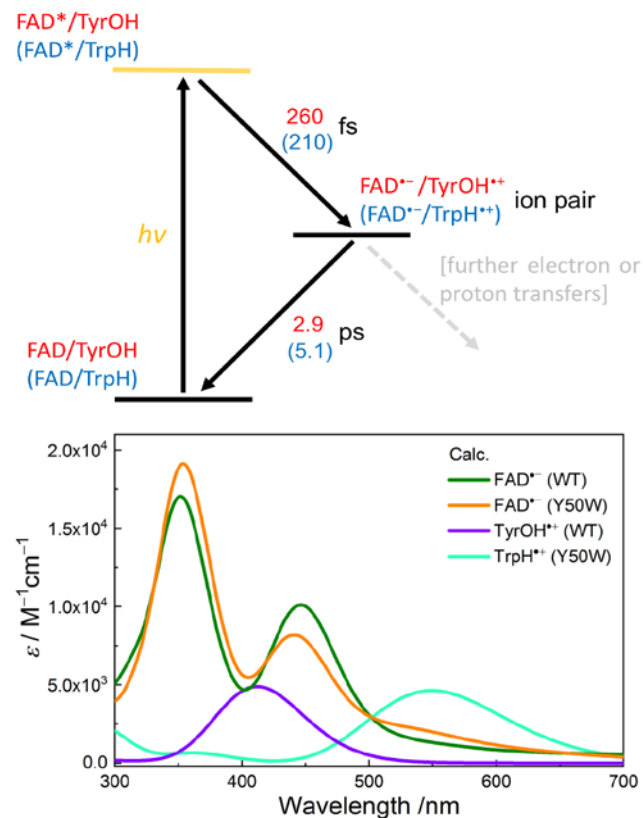 FAD*/TyrOH
(FAD*/TrpH)
260
(210) fs
FAD•−/TyrOH•+
(FAD•−/TrpH•+) ion pair
hν
[further electron or
proton transfers]
2.9
(5.1) ps
FAD/TyrOH
(FAD/TrpH)
2.0x10⁴
1.5x10⁴
1.0x10⁴
5.0x10³
0.0
ε / M⁻¹cm⁻¹
Calc.
FAD•− (WT)
FAD•− (Y50W)
TyrOH•+ (WT)
TrpH•+ (Y50W)
300 400 500 600 700
Wavelength /nm